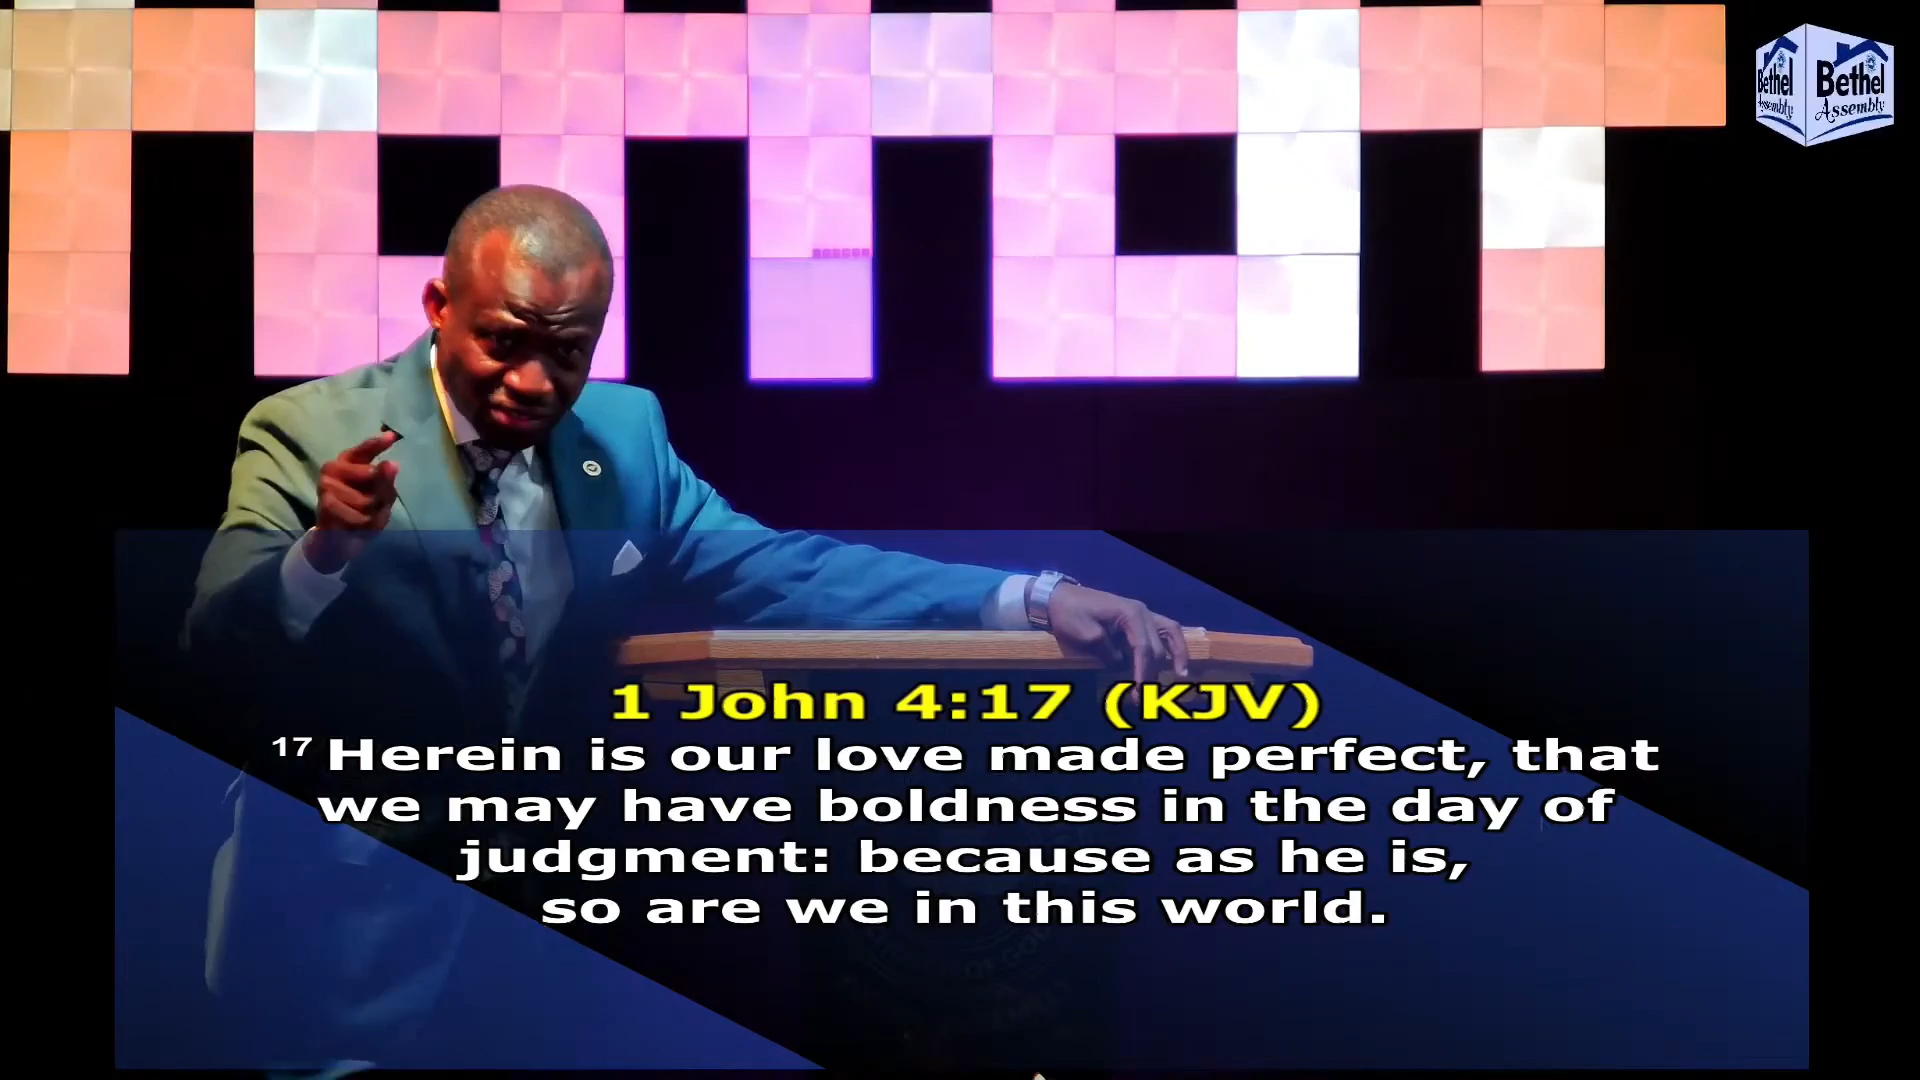 Bethel
Assembly
Bethel
Assembly
1 John 4:17 (KJV)
17 Herein is our love made perfect, that
we may have boldness in the day of
judgment: because as he is,
so are we in this world.